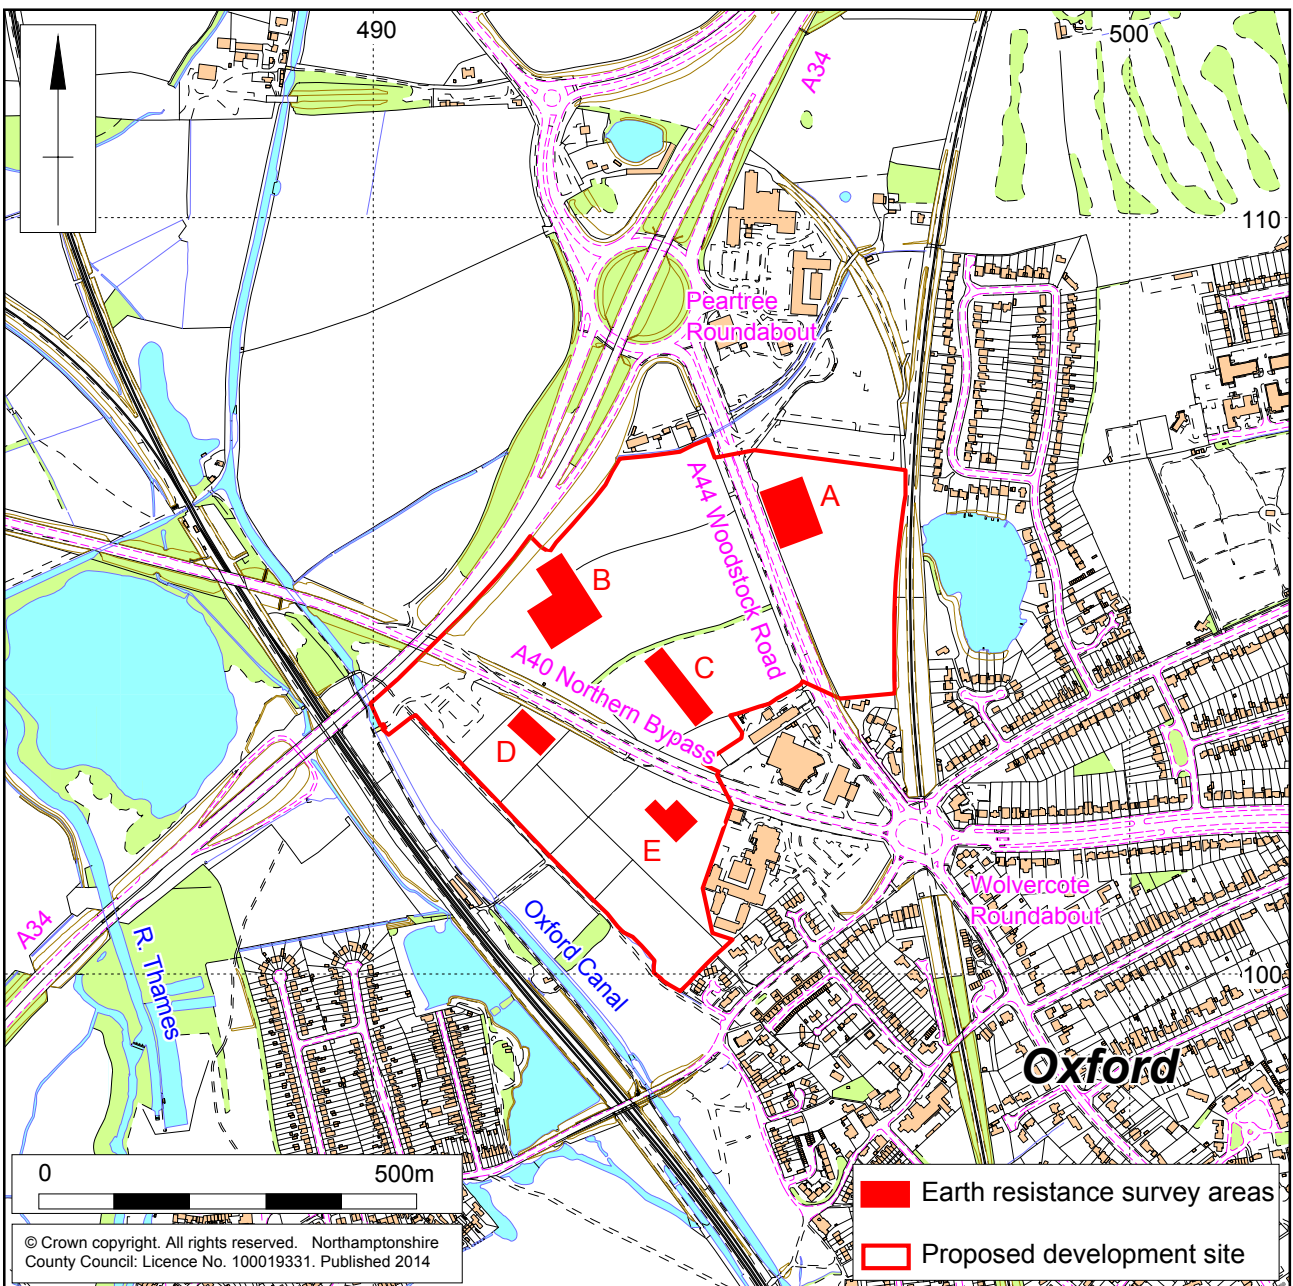 490
500
A34
110
Peartree
Roundabout
A44 Woodstock Road
A
B
A40 Northern Bypass
C
D
E
Wolvercote
Roundabout
A34
R. Thames
Oxford Canal
100
Oxford
0 500m
© Crown copyright. All rights reserved. Northamptonshire
County Council: Licence No. 100019331. Published 2014
Earth resistance survey areas
Proposed development site